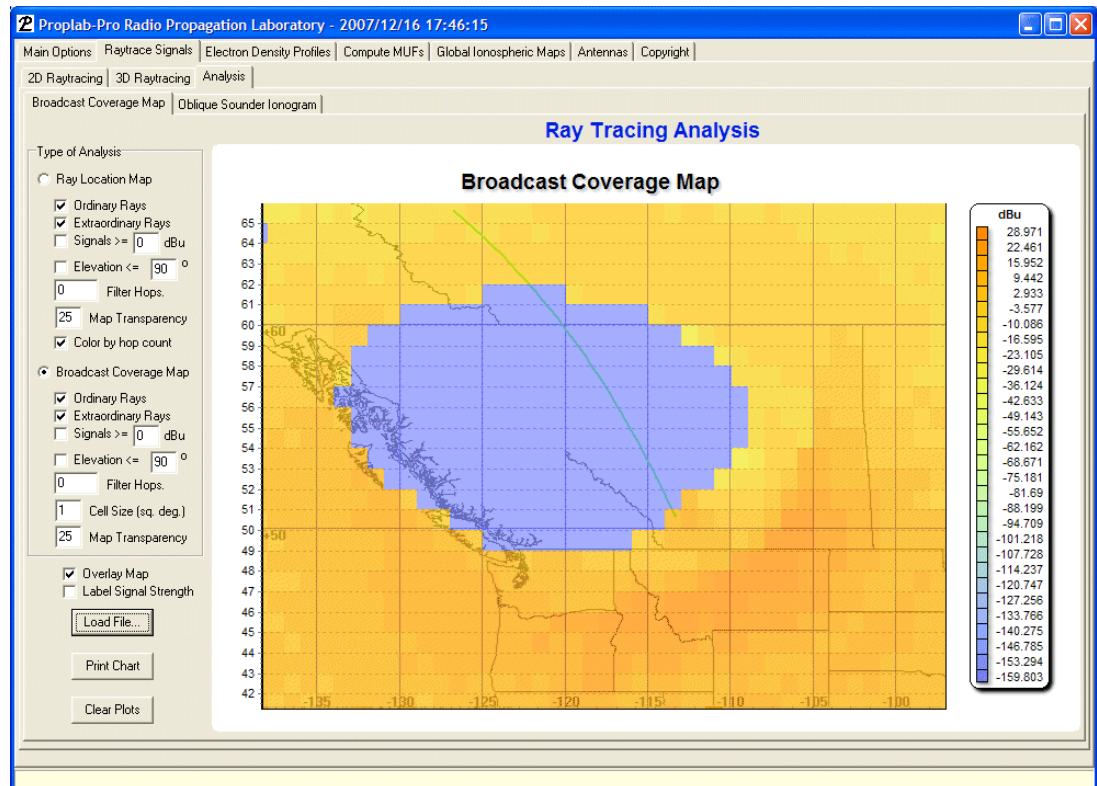 Proplab-Pro Radio Propagation Laboratory - 2007/12/16 17:46:15
Main Options Raytrace Signals Electron Density Profiles Compute MUFs Global Ionospheric Maps Antennas Copyright
2D Raytracing 3D Raytracing Analysis
Broadcast Coverage Map Oblique Sounder Ionogram
Ray Tracing Analysis
Type of Analysis
Ray Location Map
Ordinary Rays
Extraordinary Rays
Signals >= 0 dBu
Elevation <= 90 o
0 Filter Hops.
25 Map Transparency
Color by hop count
Broadcast Coverage Map
Ordinary Rays
Extraordinary Rays
Signals >= 0 dBu
Elevation <= 90 o
0 Filter Hops.
1 Cell Size (sq. deg.)
25 Map Transparency
Overlay Map
Label Signal Strength
Load File...
Print Chart
Clear Plots
Broadcast Coverage Map
65
64
63
62
61
60
59
58
57
56
55
54
53
52
51
50
49
48
47
46
45
44
43
42
+60
+50
-135 -130 -125 -120 -115 -110 -105 -100
dBu
28.971
22.461
15.952
9.442
2.933
-3.577
-10.086
-16.595
-23.105
-29.614
-36.124
-42.633
-49.143
-55.652
-62.162
-68.671
-75.181
-81.69
-88.199
-94.709
-101.218
-107.728
-114.237
-120.747
-127.256
-133.766
-140.275
-146.785
-153.294
-159.803